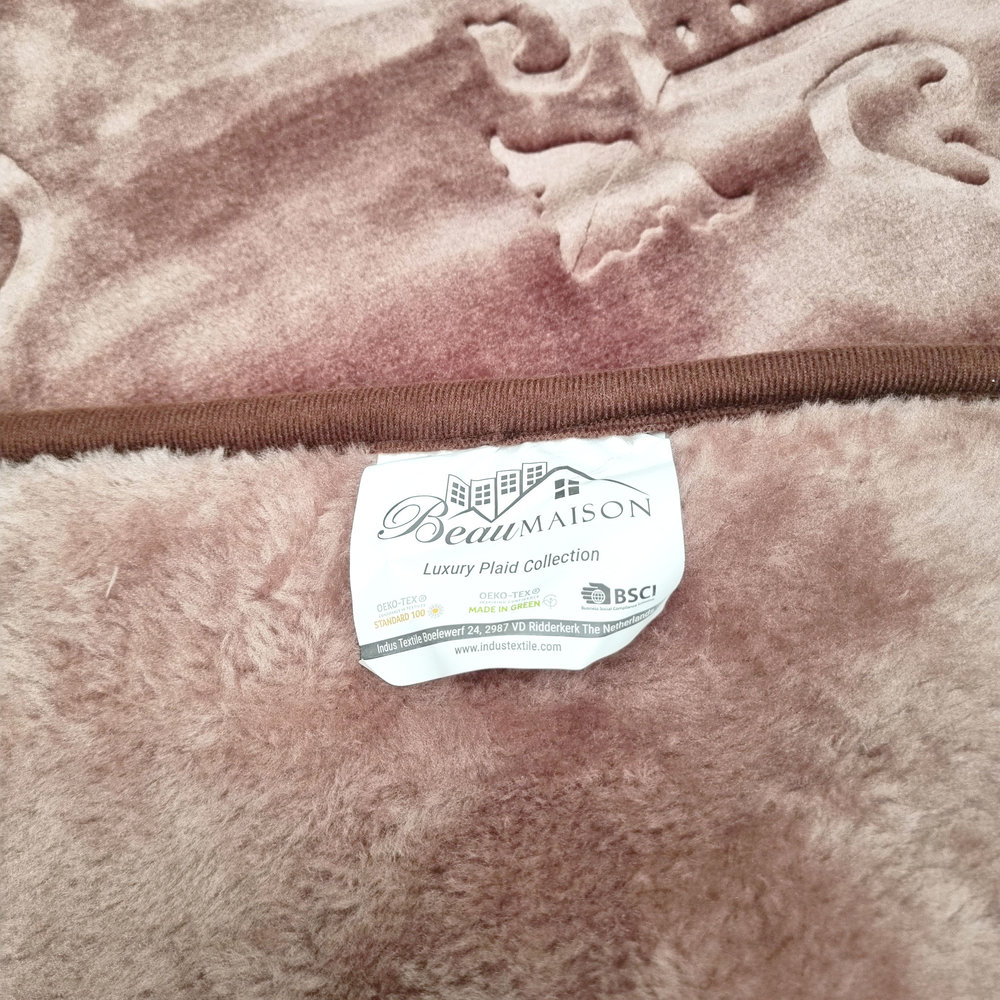 BeauMAISON
Luxury Plaid Collection
OEKO-TEX®
STANDARD 100
OEKO-TEX®
MADE IN GREEN
BSCI
Indus Textile Boelewerf 24, 2987 VD Ridderkerk The Netherlands
www.industextile.com